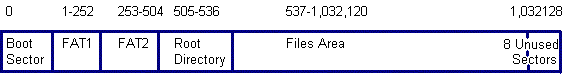 0 1-252 253-504 505-536 537-1,032,120 1,032128
Boot FAT1 FAT2 Root Files Area 8 Unused
Sector Directory Sectors